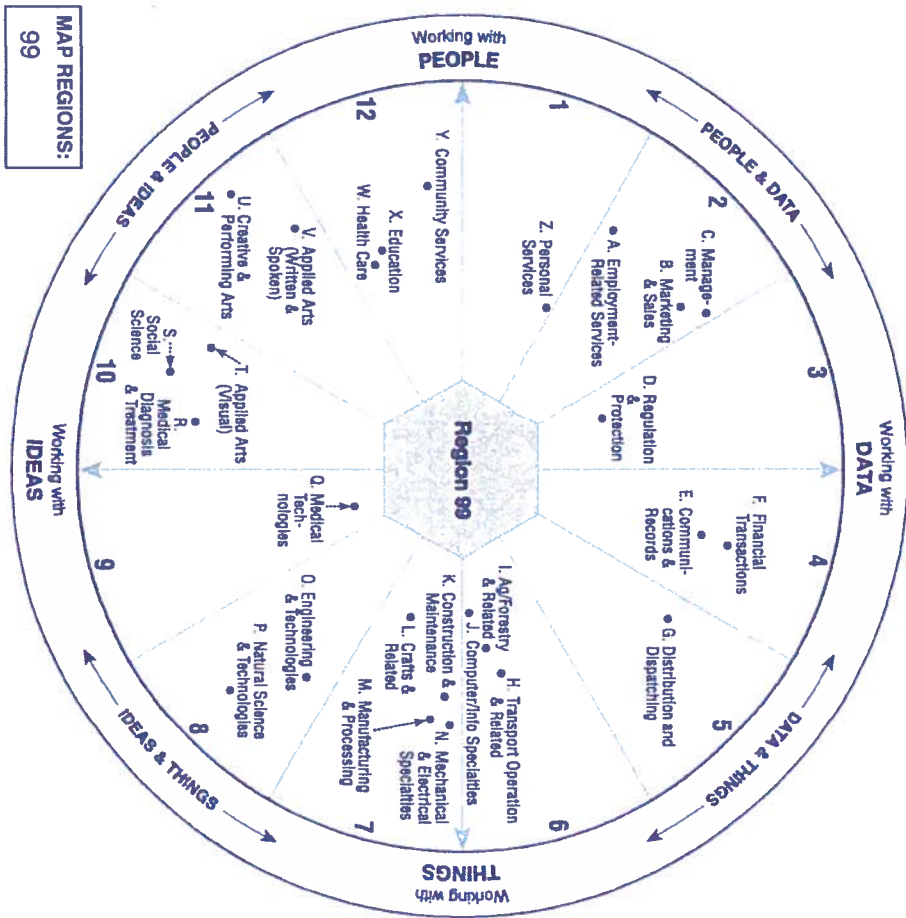 Working with
DATA
PEOPLE & DATA
DATA & THINGS
Working with
PEOPLE
Working with
THINGS
PEOPLE & IDEAS
IDEAS & THINGS
Working with
IDEAS
1
2
3
4
5
6
7
8
9
10
11
12
C. Manage-
ment
B. Marketing
& Sales
A. Employment-
Related Services
Z. Personal
Services
D. Regulation
&
Protection
F. Financial
Transactions
E. Communi-
cations &
Records
G. Distribution and
Dispatching
H. Transport Operation
& Related
I. Ag/Forestry
& Related
J. Computer/Info Specialties
K. Construction &
Maintenance
L. Crafts &
Related
N. Mechanical
& Electrical
Specialties
M. Manufacturing
& Processing
Region 99
Y. Community Services
X. Education
W. Health Care
V. Applied Arts
(Written &
Spoken)
U. Creative &
Performing Arts
T. Applied Arts
(Visual)
S.
Social
Science
R.
Medical
Diagnosis
& Treatment
Q. Medical
Tech-
nologies
O. Engineering
& Technologies
P. Natural Science
& Technologies
MAP REGIONS:
99